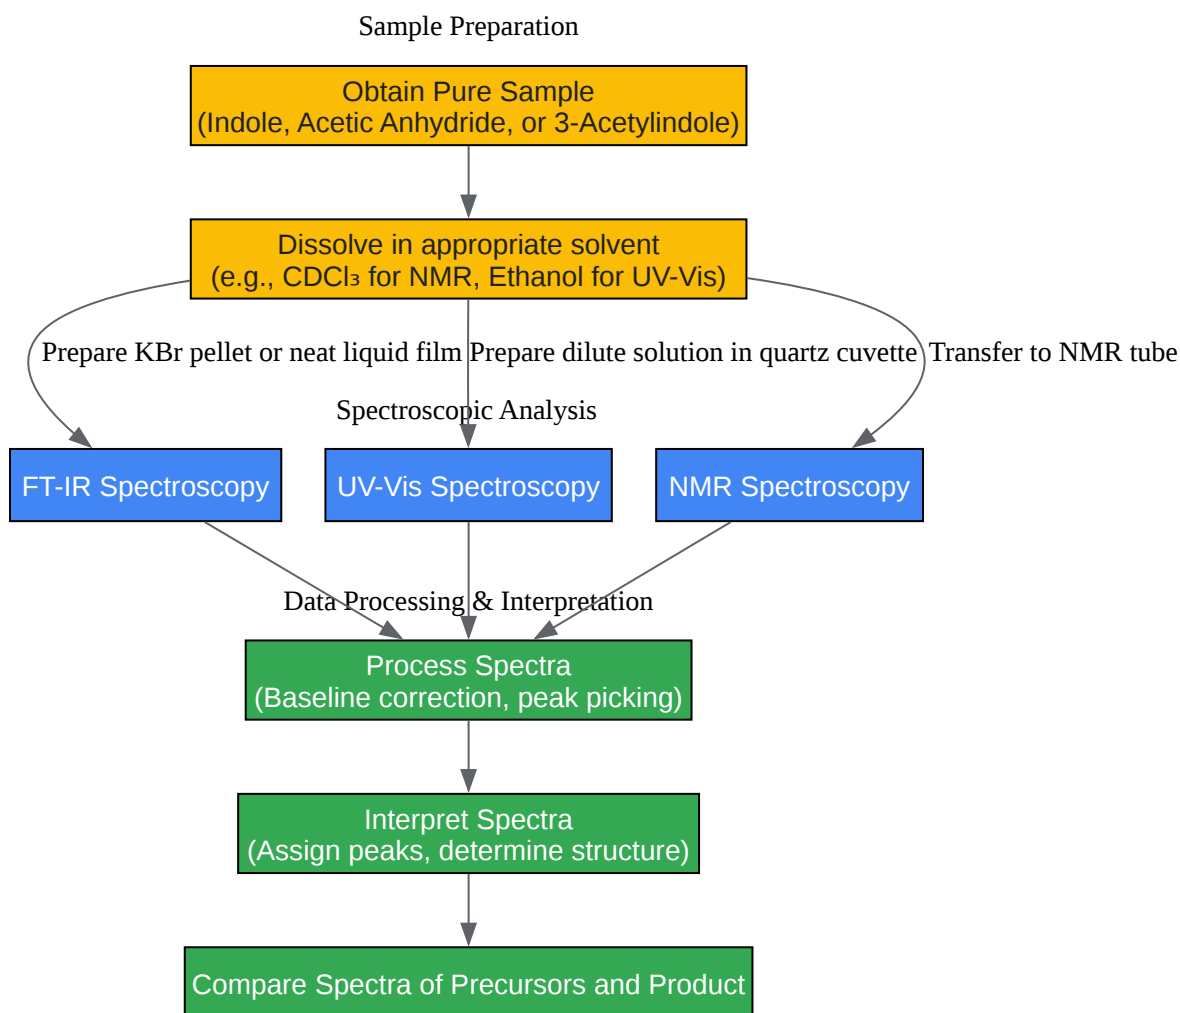 Sample Preparation
Obtain Pure Sample
(Indole, Acetic Anhydride, or 3-Acetylindole)
Dissolve in appropriate solvent
(e.g., CDCl₃ for NMR, Ethanol for UV-Vis)
Prepare KBr pellet or neat liquid film
Prepare dilute solution in quartz cuvette
Transfer to NMR tube
Spectroscopic Analysis
FT-IR Spectroscopy
UV-Vis Spectroscopy
NMR Spectroscopy
Data Processing & Interpretation
Process Spectra
(Baseline correction, peak picking)
Interpret Spectra
(Assign peaks, determine structure)
Compare Spectra of Precursors and Product